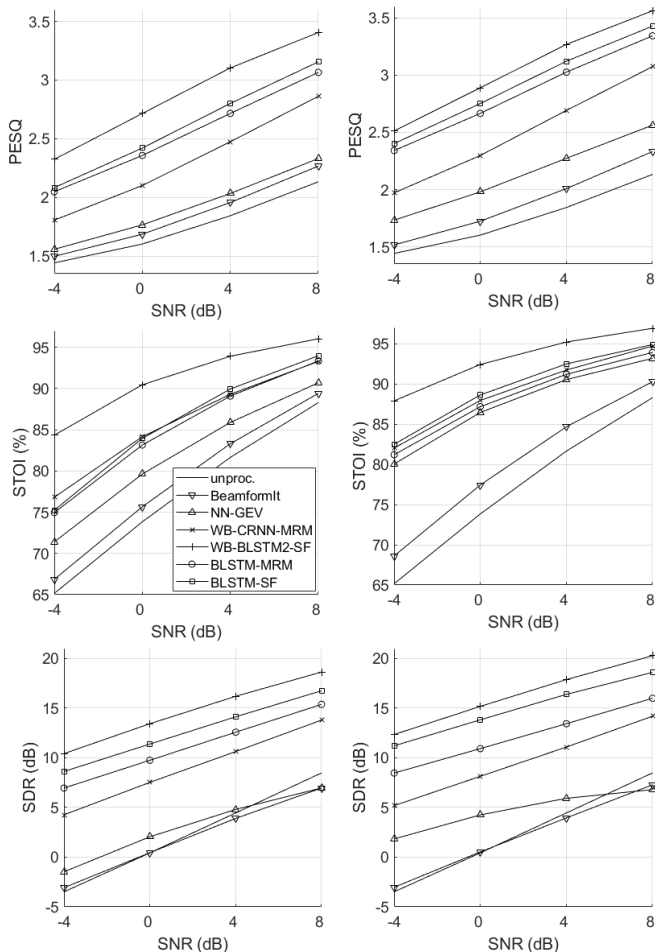 3.5
3
2.5
2
1.5
PESQ
-4 0 4 8
SNR (dB)
3.5
3
2.5
2
1.5
PESQ
-4 0 4 8
SNR (dB)
95
90
85
80
75
70
65
STOI (%)
unproc.
BeamformIt
NN-GEV
WB-CRNN-MRM
WB-BLSTM2-SF
BLSTM-MRM
BLSTM-SF
-4 0 4 8
SNR (dB)
95
90
85
80
75
70
65
STOI (%)
-4 0 4 8
SNR (dB)
20
15
10
5
0
-5
SDR (dB)
-4 0 4 8
SNR (dB)
20
15
10
5
0
-5
SDR (dB)
-4 0 4 8
SNR (dB)